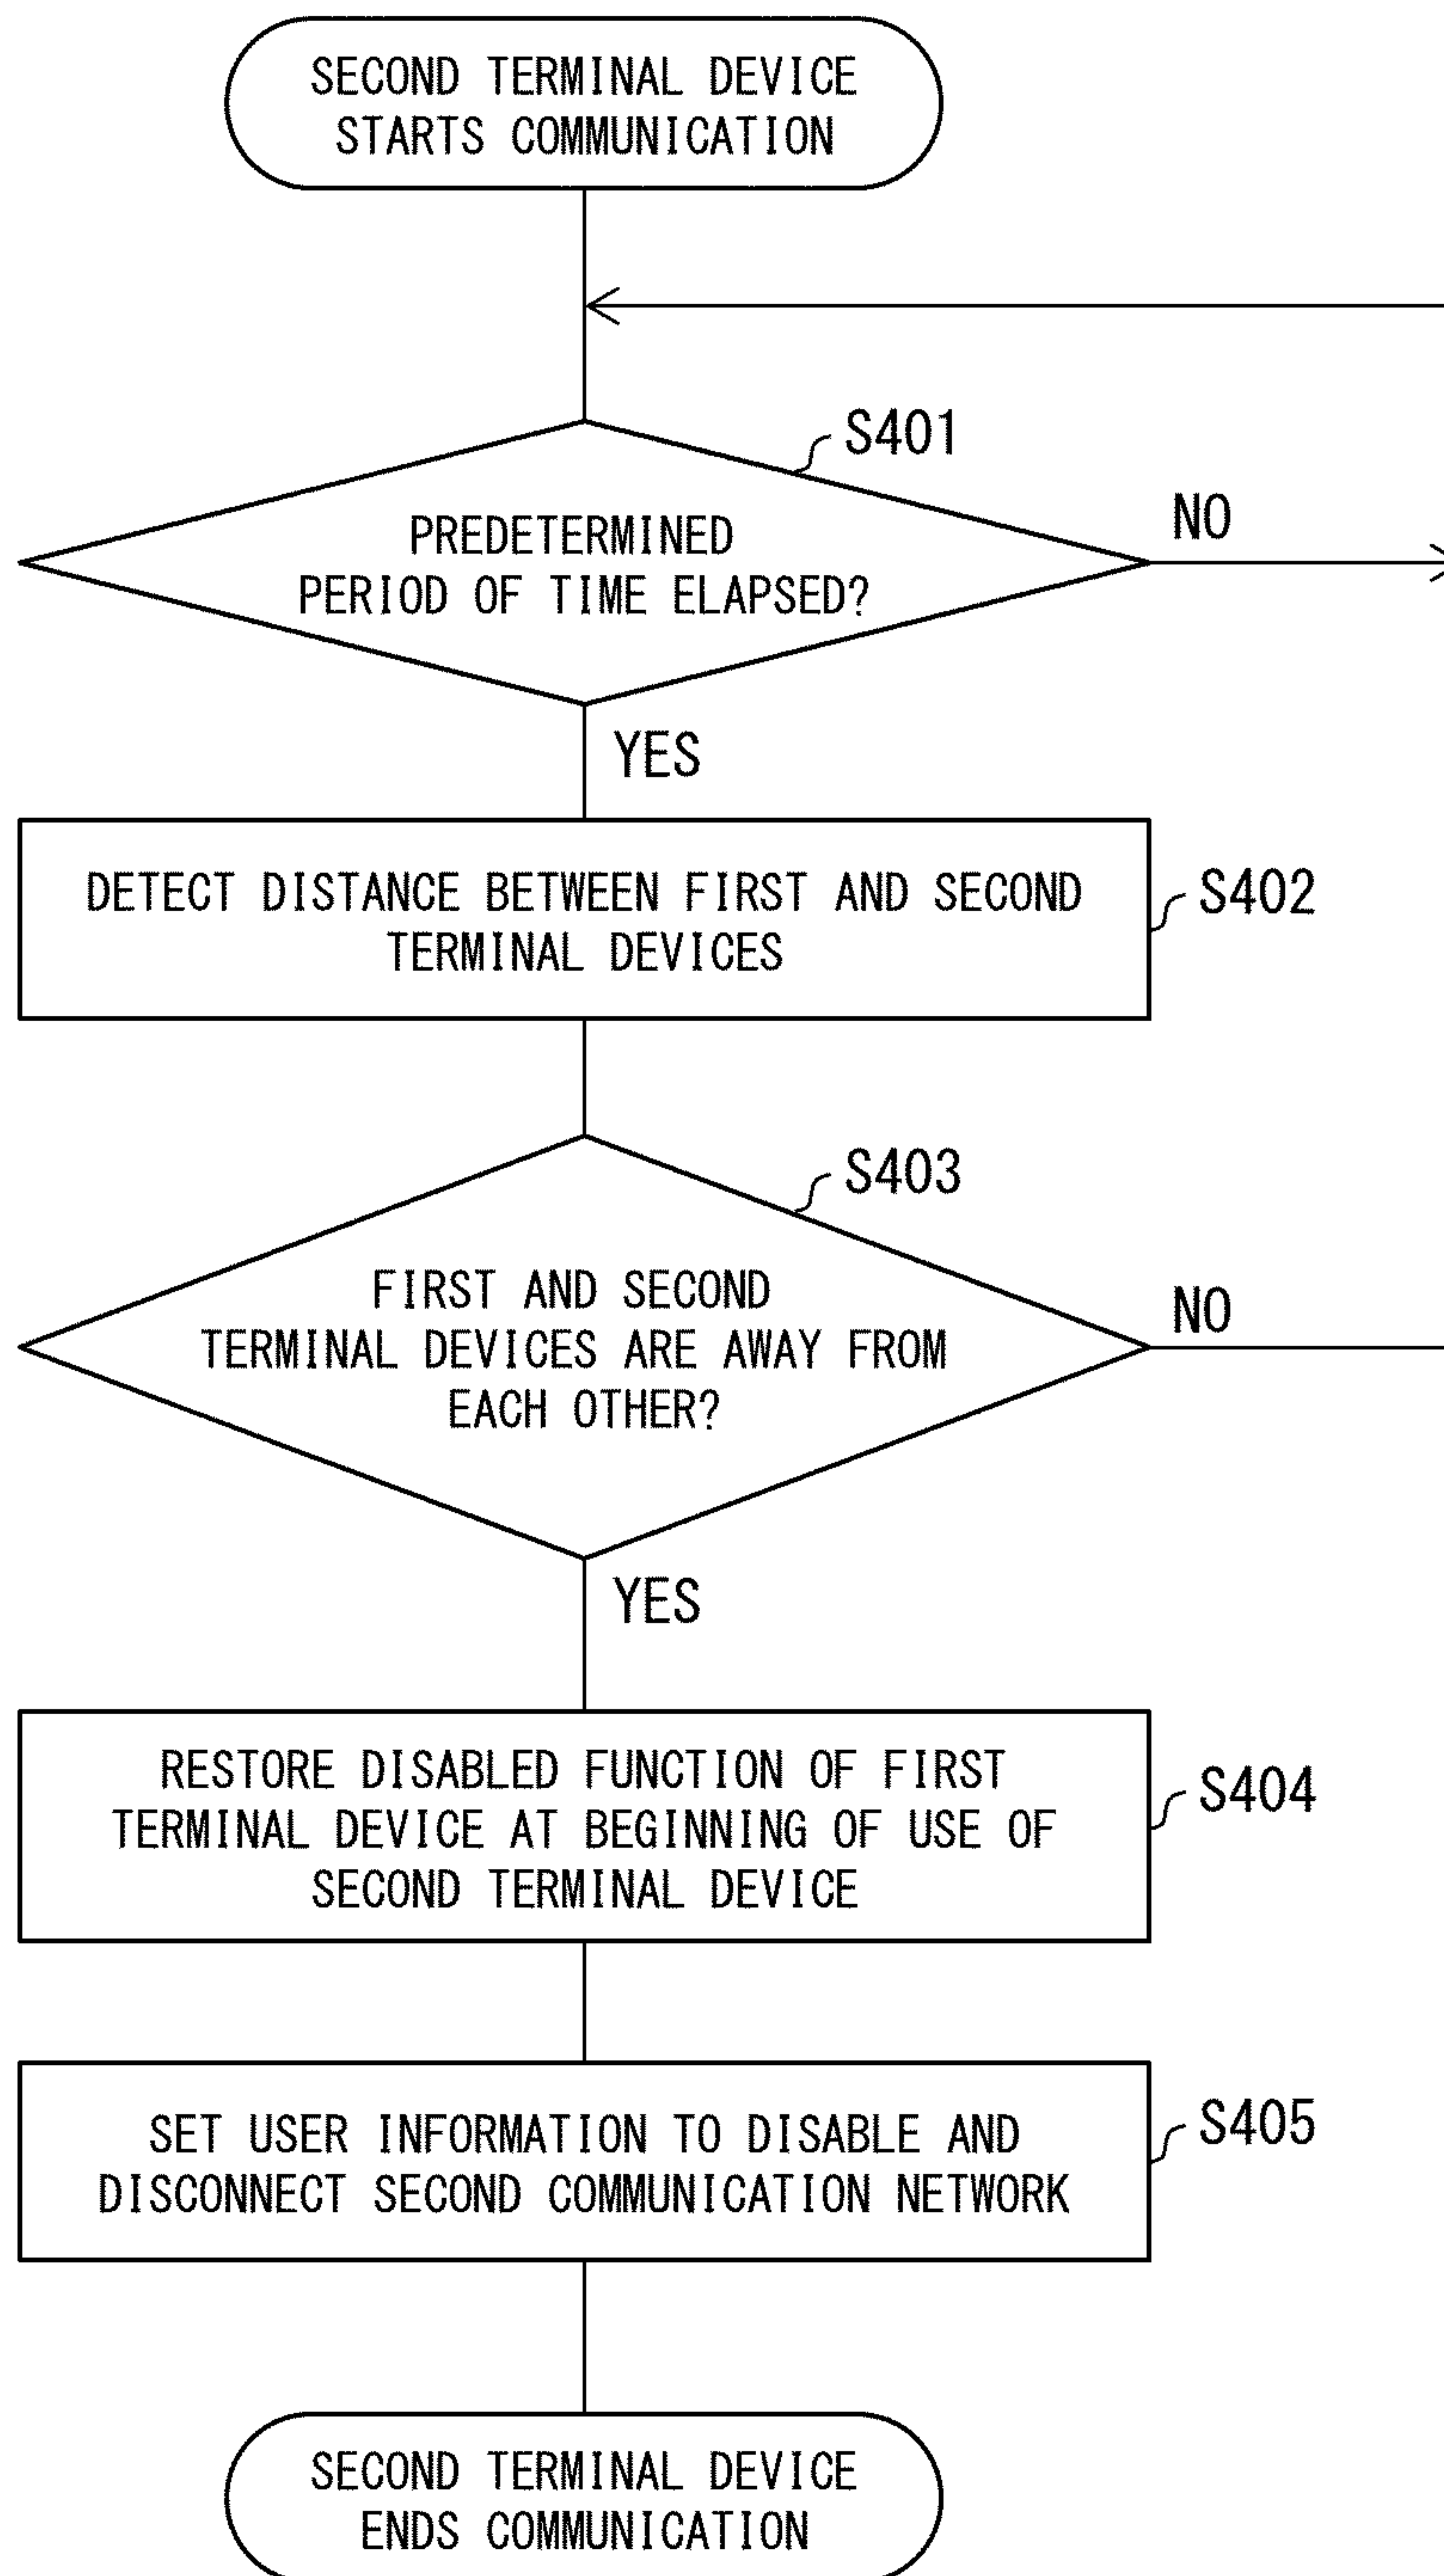 SECOND TERMINAL DEVICE
STARTS COMMUNICATION
S401
PREDETERMINED
PERIOD OF TIME ELAPSED?
NO
YES
DETECT DISTANCE BETWEEN FIRST AND SECOND
TERMINAL DEVICES
S402
S403
FIRST AND SECOND
TERMINAL DEVICES ARE AWAY FROM
EACH OTHER?
NO
YES
RESTORE DISABLED FUNCTION OF FIRST
TERMINAL DEVICE AT BEGINNING OF USE OF
SECOND TERMINAL DEVICE
S404
SET USER INFORMATION TO DISABLE AND
DISCONNECT SECOND COMMUNICATION NETWORK
S405
SECOND TERMINAL DEVICE
ENDS COMMUNICATION